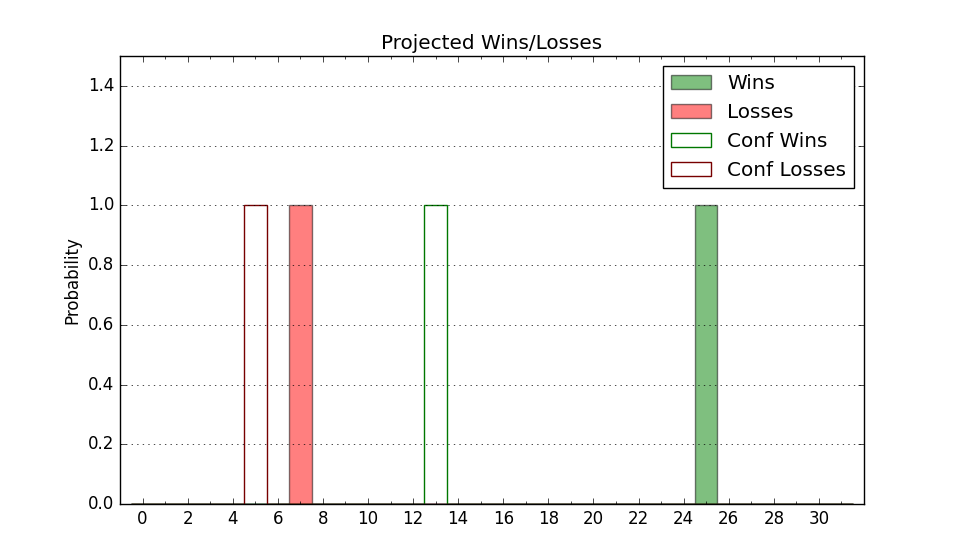 Projected Wins/Losses
Probability
1.4
1.2
1.0
0.8
0.6
0.4
0.2
0.0
0 2 4 6 8 10 12 14 16 18 20 22 24 26 28 30
Wins
Losses
Conf Wins
Conf Losses